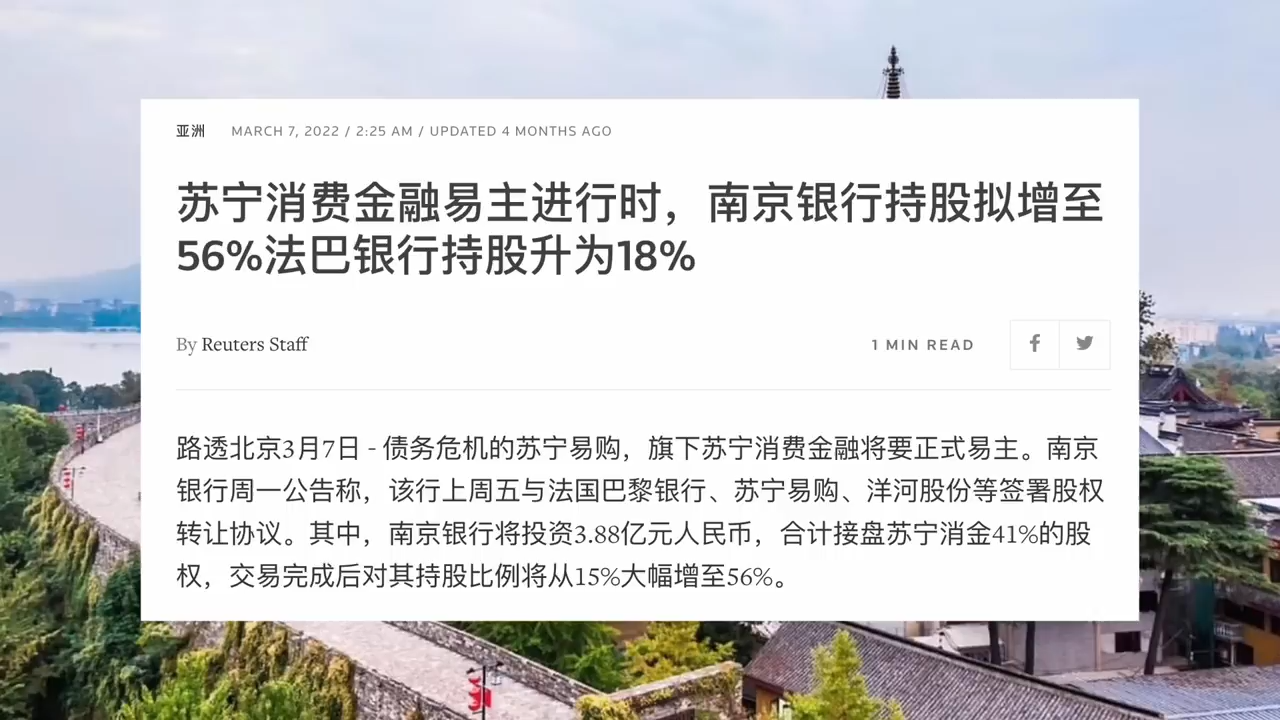 亚洲 MARCH 7, 2022 / 2:25 AM / UPDATED 4 MONTHS AGO
苏宁消费金融易主进行时，南京银行持股拟增至
56%法巴银行持股升为18%
By Reuters Staff
1 MIN READ
路透北京3月7日 - 债务危机的苏宁易购，旗下苏宁消费金融将要正式易主。南京
银行周一公告称，该行上周五与法国巴黎银行、苏宁易购、洋河股份等签署股权
转让协议。其中，南京银行将投资3.88亿元人民币，合计接盘苏宁消金41%的股
权，交易完成后对其持股比例将从15%大幅增至56%。